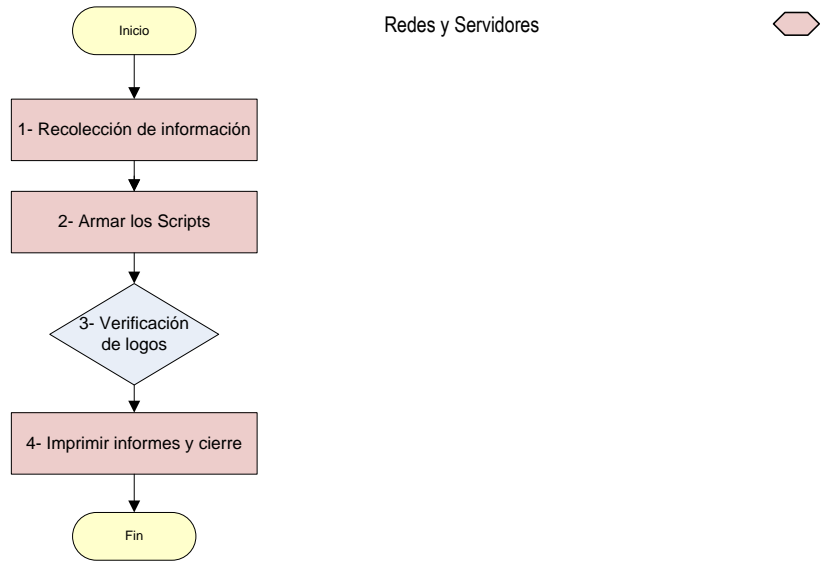 Inicio
Redes y Servidores
1- Recolección de información
2- Armar los Scripts
3- Verificación
de logos
4- Imprimir informes y cierre
Fin